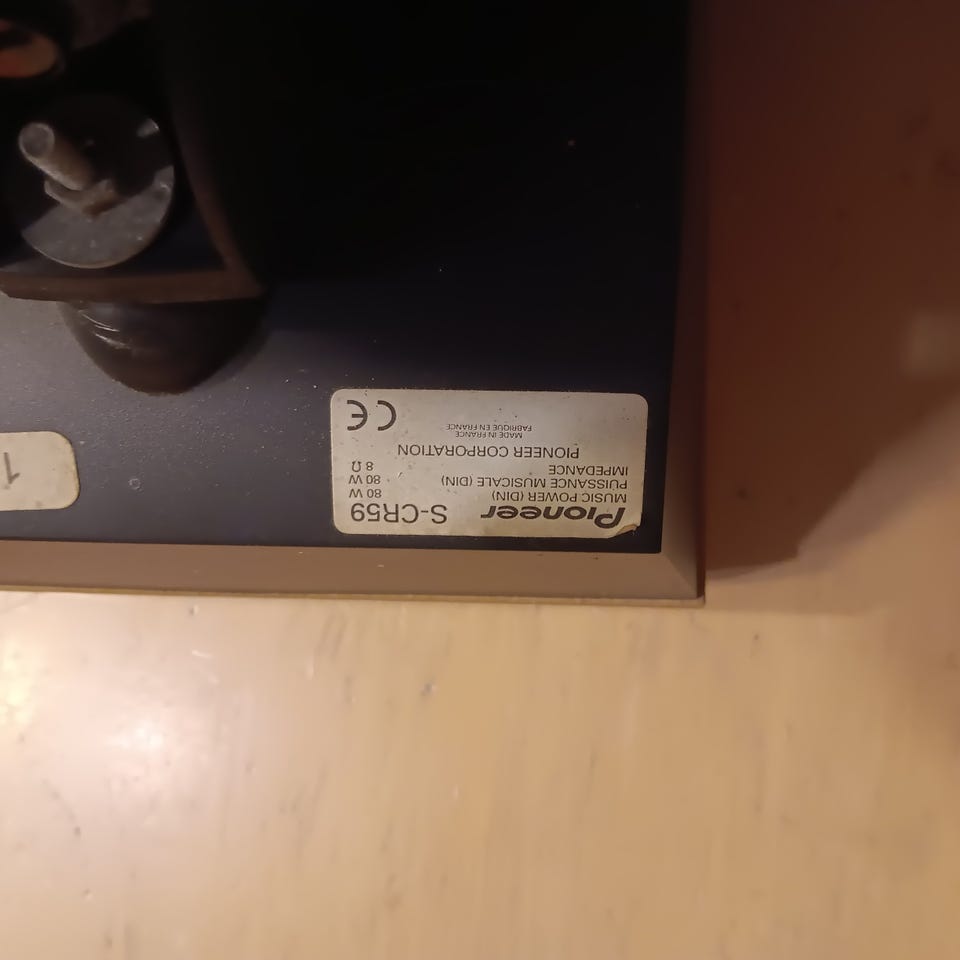 Pioneer S-CR59
MUSIC POWER (DIN) 80 W
PUISSANCE MUSICALE (DIN) 80 W
IMPEDANCE 8 Ω
PIONEER CORPORATION
MADE IN FRANCE
FABRIQUE EN FRANCE
CE
1